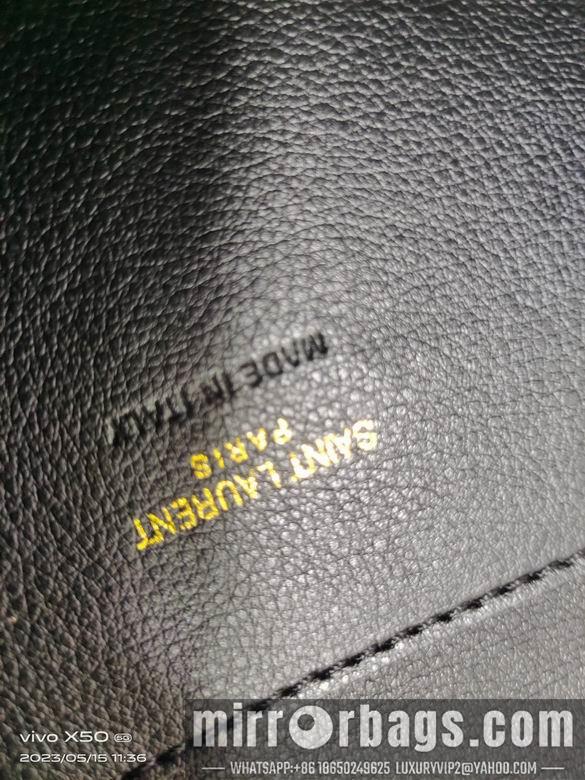 MADE IN ITALY
SAINT LAURENT
PARIS
vivo X50 5G
2023/05/15 11:36
mirrorbags.com
WHATSAPP:+86 18650249625 LUXURYVIP2@YAHOO.COM